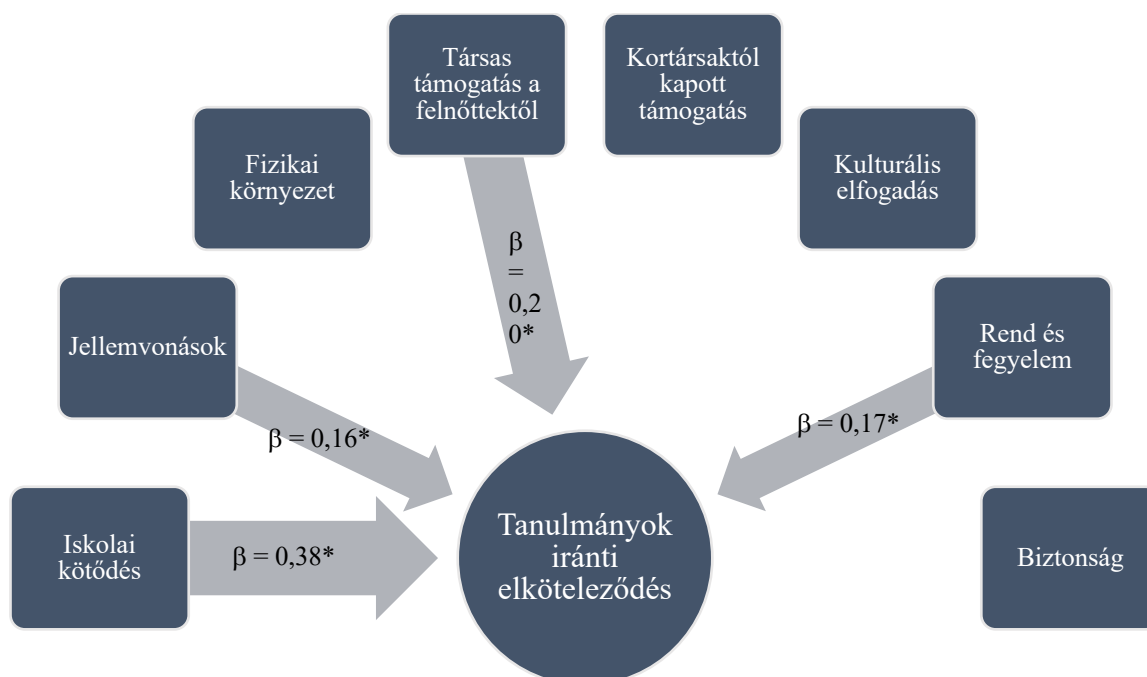 Társas
támogatás a
felnőttektől
Kortársaktól
kapott
támogatás
Fizikai
környezet
Kulturális
elfogadás
β
=
0,2
0*
Jellemvonások
Rend és
fegyelem
β = 0,16*
β = 0,17*
Iskolai
kötődés
β = 0,38*
Tanulmányok
iránti
elköteleződés
Biztonság